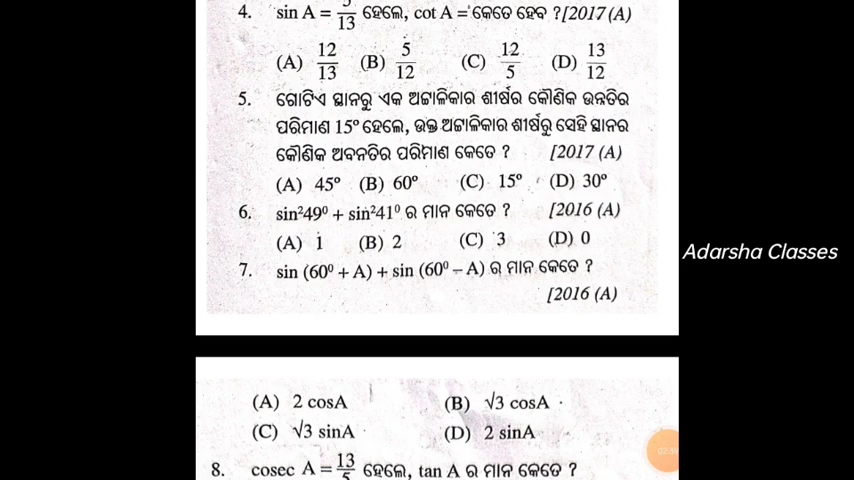 4. sin A = 5/13 ହେଲେ, cot A = କେତେ ହେବ ?[2017 (A)
(A) 12/13 (B) 5/12 (C) 12/5 (D) 13/12
5. ଗୋଟିଏ ସ୍ଥାନରୁ ଏକ ଅଟ୍ଟାଳିକାର ଶୀର୍ଷର କୌଣିକ ଉନ୍ନତିର
ପରିମାଣ 15° ହେଲେ, ଉକ୍ତ ଅଟ୍ଟାଳିକାର ଶୀର୍ଷରୁ ସେହି ସ୍ଥାନର
କୌଣିକ ଅବନତିର ପରିମାଣ କେତେ ? [2017 (A)
(A) 45° (B) 60° (C) 15° (D) 30°
6. sin²49⁰ + sin²41⁰ ର ମାନ କେତେ ? [2016 (A)
(A) 1 (B) 2 (C) 3 (D) 0
Adarsha Classes
7. sin (60⁰ + A) + sin (60⁰ – A) ର ମାନ କେତେ ?
[2016 (A)
(A) 2 cosA (B) √3 cosA
(C) √3 sinA (D) 2 sinA
8. cosec A = 13/5 ହେଲେ, tan A ର ମାନ କେତେ ?